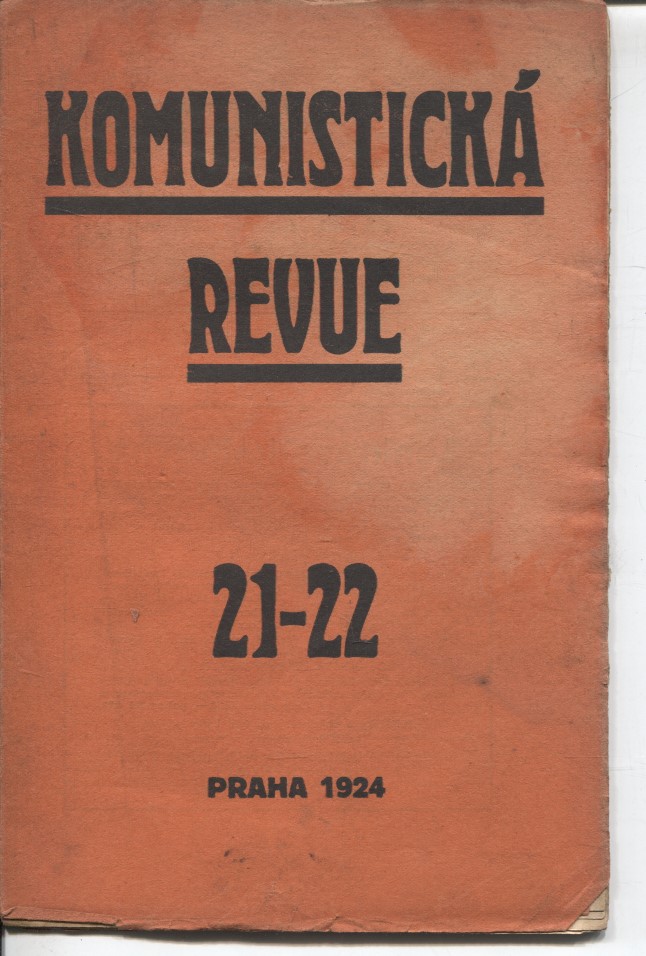 KOMUNISTICKÁ
REVUE
21-22
PRAHA 1924